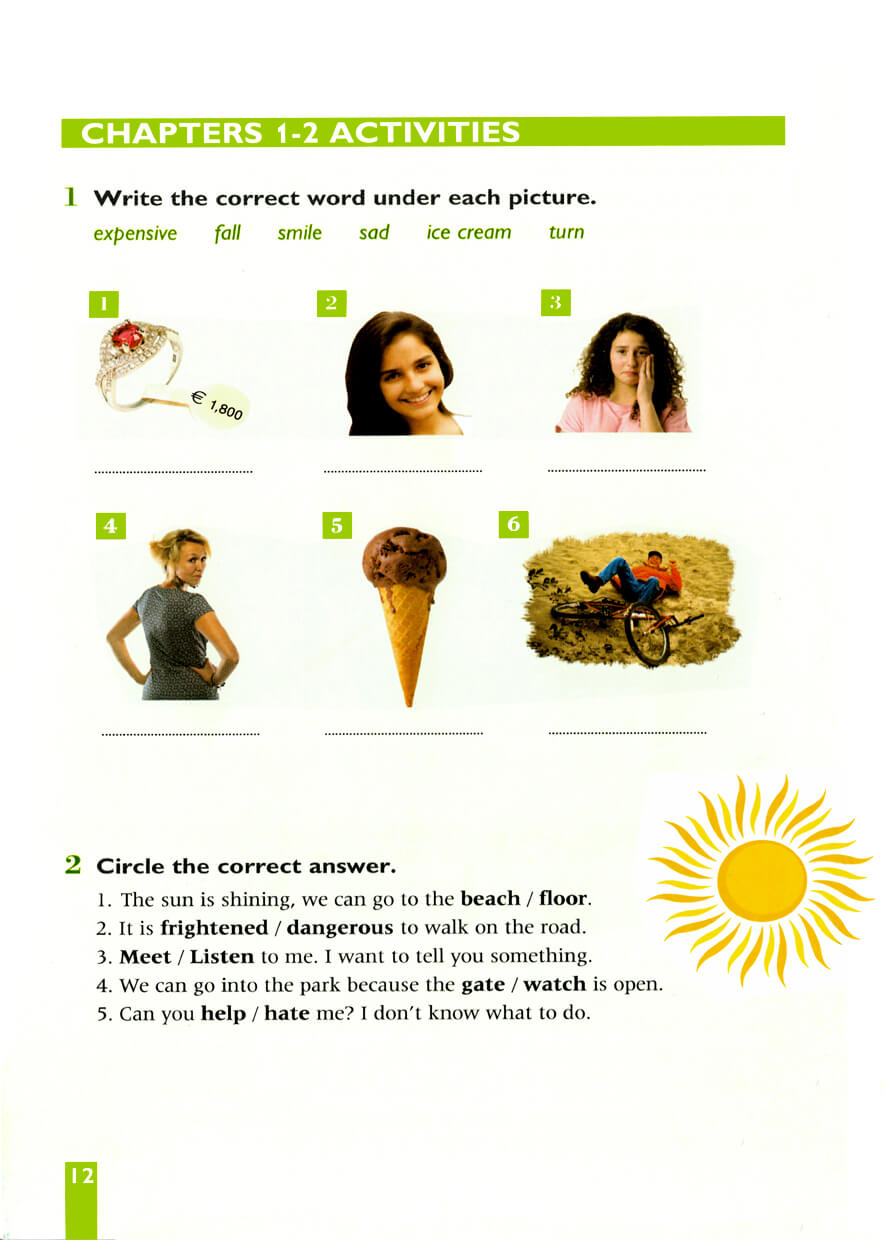 CHAPTERS 1-2 ACTIVITIES
1 Write the correct word under each picture.
expensive fall smile sad ice cream turn
1 2 3
€ 1,800
4 5 6
2 Circle the correct answer.
1. The sun is shining, we can go to the beach / floor.
2. It is frightened / dangerous to walk on the road.
3. Meet / Listen to me. I want to tell you something.
4. We can go into the park because the gate / watch is open.
5. Can you help / hate me? I don't know what to do.
12